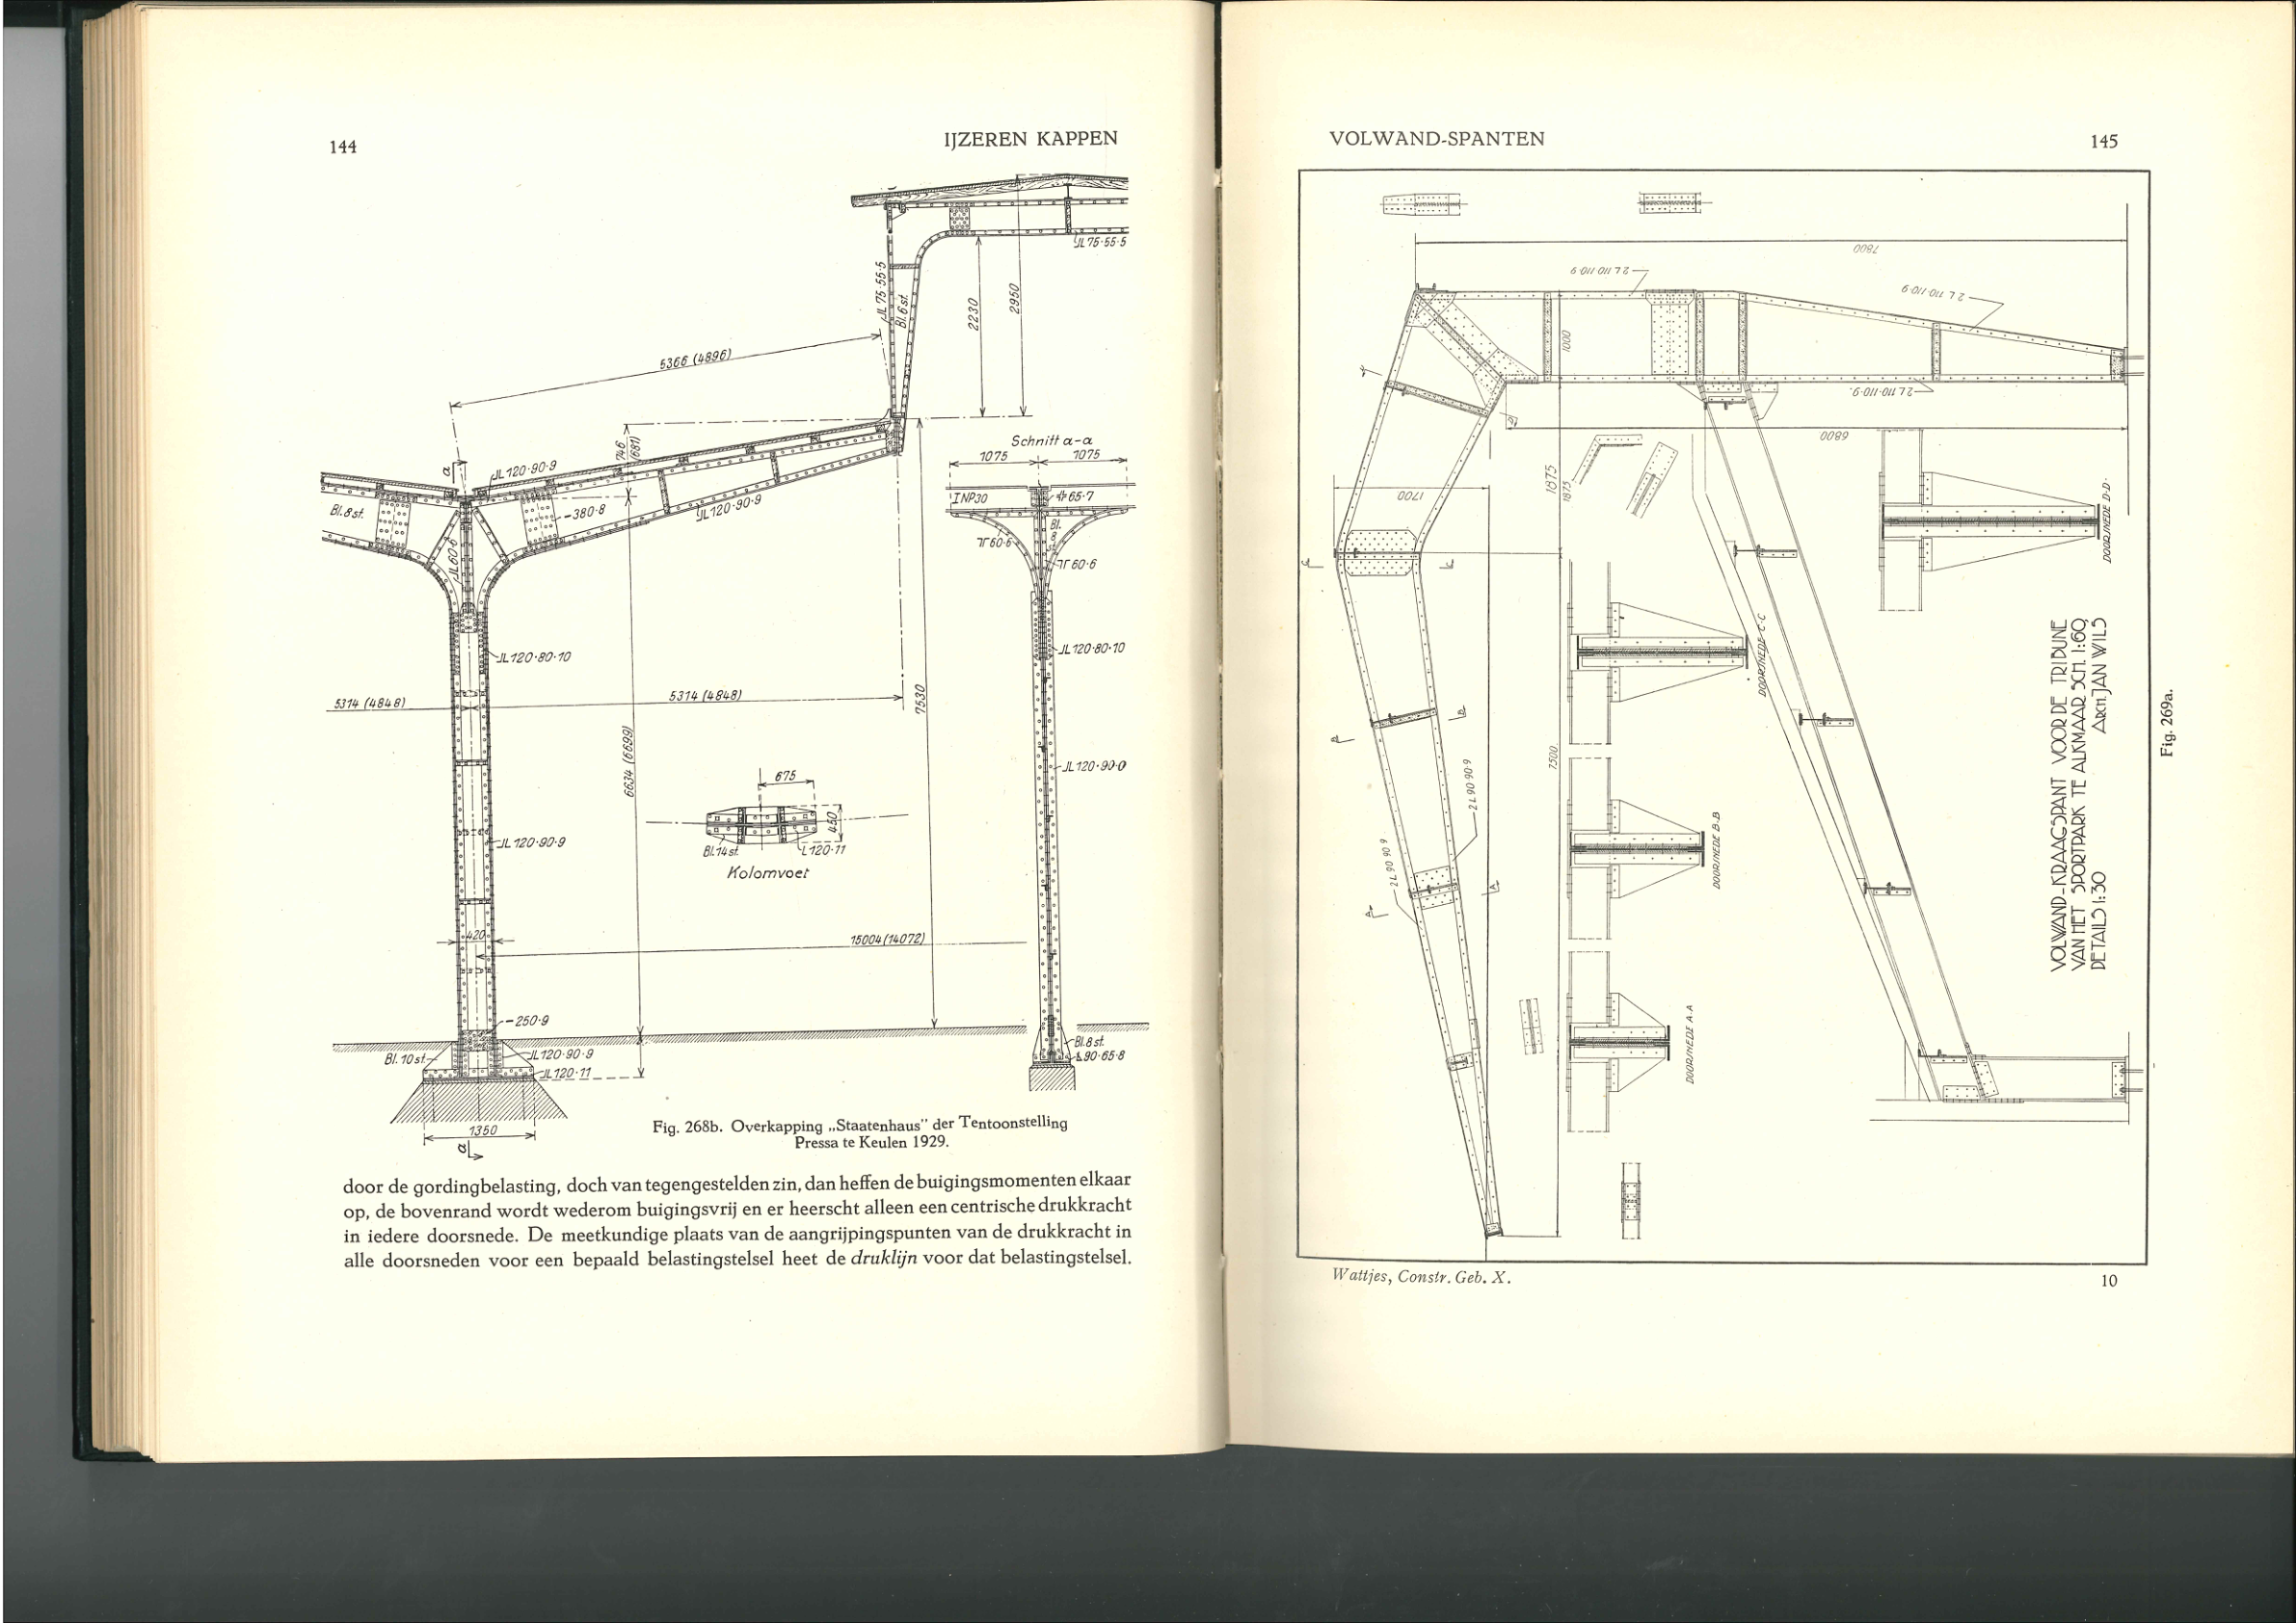 144
IJZEREN KAPPEN
JL 75·55·5
JL 75·55·5
Bl. 6 st.
2230
2950
5366 (4896)
746
(681)
a
JL 120·90·9
Bl. 8 st.
-380·8
JL 120·90·9
JL 60·6
Schnitt a-a
1075
1075
INP30
65·7
Bl.
8
60·6
60·6
JL 120·80·10
JL 120·80·10
5314 (4848)
5314 (4848)
7530
6634 (6699)
JL 120·90·0
675
450
Bl. 14 st.
L 120·11
Kolomvoet
JL 120·90·9
420
15004 (14072)
-250·9
Bl. 10 st.
JL 120·90·9
JL 120·11
Bl. 8 st.
90·65·8
1350
a
Fig. 268b. Overkapping „Staatenhaus" der Tentoonstelling
Pressa te Keulen 1929.
door de gordingbelasting, doch van tegengestelden zin, dan heffen de buigingsmomenten elkaar
op, de bovenrand wordt wederom buigingsvrij en er heerscht alleen een centrische drukkracht
in iedere doorsnede. De meetkundige plaats van de aangrijpingspunten van de drukkracht in
alle doorsneden voor een bepaald belastingstelsel heet de druklijn voor dat belastingstelsel.
VOLWAND-SPANTEN
145
7800
2 L 110·110·9
2 L 110·110·9
1000
2 L 110·110·9
6800
1700
1875
1875
D
C
C
B
B
A
A
7500
2 L 90 90·9
2 L 90 90 9
DOORSNEDE D-D
DOORSNEDE C-C
DOORSNEDE B-B
DOORSNEDE A-A
VOLWAND-KRAAGSPANT VOOR DE TRIBUNE
VAN HET SPORTPARK TE ALKMAAR SCH. 1:60,
DETAILS 1:30 ARCH. JAN WILS
Fig. 269a.
Wattjes, Constr. Geb. X.
10